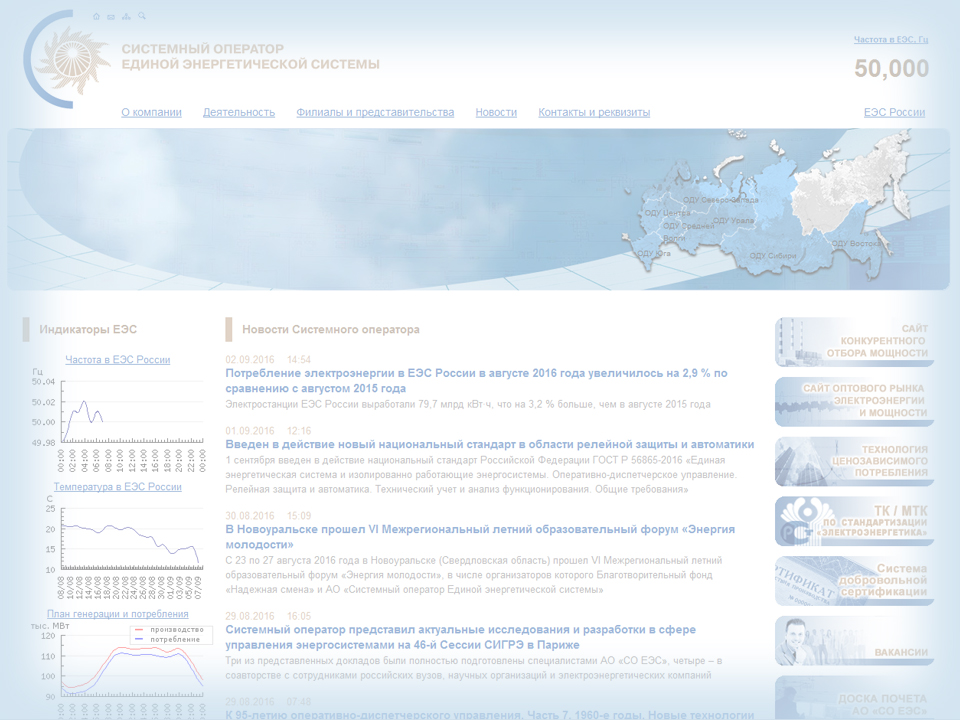 СИСТЕМНЫЙ ОПЕРАТОР
ЕДИНОЙ ЭНЕРГЕТИЧЕСКОЙ СИСТЕМЫ
Частота в ЕЭС, Гц
50,000
О компании Деятельность Филиалы и представительства Новости Контакты и реквизиты ЕЭС России
ОДУ Северо-Запада
ОДУ Центра
ОДУ Урала
ОДУ Средней
Волги
ОДУ Востока
ОДУ Юга
ОДУ Сибири
Индикаторы ЕЭС
Частота в ЕЭС России
Гц
50.04
50.02
50.00
49.98
00:00 02:00 04:00 06:00 08:00 10:00 12:00 14:00 16:00 18:00 20:00 22:00 00:00
Температура в ЕЭС России
С
25
20
15
10
08/08 10/08 12/08 14/08 16/08 18/08 20/08 22/08 24/08 26/08 28/08 30/08 01/09 03/09 05/09 07/09
План генерации и потребления
тыс. МВт
производство
потребление
120
110
100
90
Новости Системного оператора
02.09.2016 14:54
Потребление электроэнергии в ЕЭС России в августе 2016 года увеличилось на 2,9 % по
сравнению с августом 2015 года
Электростанции ЕЭС России выработали 79,7 млрд кВт·ч, что на 3,2 % больше, чем в августе 2015 года
01.09.2016 12:16
Введен в действие новый национальный стандарт в области релейной защиты и автоматики
1 сентября введен в действие национальный стандарт Российской Федерации ГОСТ Р 56865-2016 «Единая
энергетическая система и изолированно работающие энергосистемы. Оперативно-диспетчерское управление.
Релейная защита и автоматика. Технический учет и анализ функционирования. Общие требования»
30.08.2016 15:09
В Новоуральске прошел VI Межрегиональный летний образовательный форум «Энергия
молодости»
С 23 по 27 августа 2016 года в Новоуральске (Свердловская область) прошел VI Межрегиональный летний
образовательный форум «Энергия молодости», в числе организаторов которого Благотворительный фонд
«Надежная смена» и АО «Системный оператор Единой энергетической системы»
29.08.2016 16:05
Системный оператор представил актуальные исследования и разработки в сфере
управления энергосистемами на 46-й Сессии СИГРЭ в Париже
Три из представленных докладов были полностью подготовлены специалистами АО «СО ЕЭС», четыре – в
соавторстве с сотрудниками российских вузов, научных организаций и электроэнергетических компаний
29.08.2016 07:48
К 95-летию оперативно-диспетчерского управления. Часть 7. 1960-е годы. Новые технологии
САЙТ
КОНКУРЕНТНОГО
ОТБОРА МОЩНОСТИ
САЙТ ОПТОВОГО РЫНКА
ЭЛЕКТРОЭНЕРГИИ
И МОЩНОСТИ
ТЕХНОЛОГИЯ
ЦЕНОЗАВИСИМОГО
ПОТРЕБЛЕНИЯ
ТК / МТК
ПО СТАНДАРТИЗАЦИИ
«ЭЛЕКТРОЭНЕРГЕТИКА»
Система
добровольной
сертификации
ВАКАНСИИ
ДОСКА ПОЧЕТА
АО «СО ЕЭС»